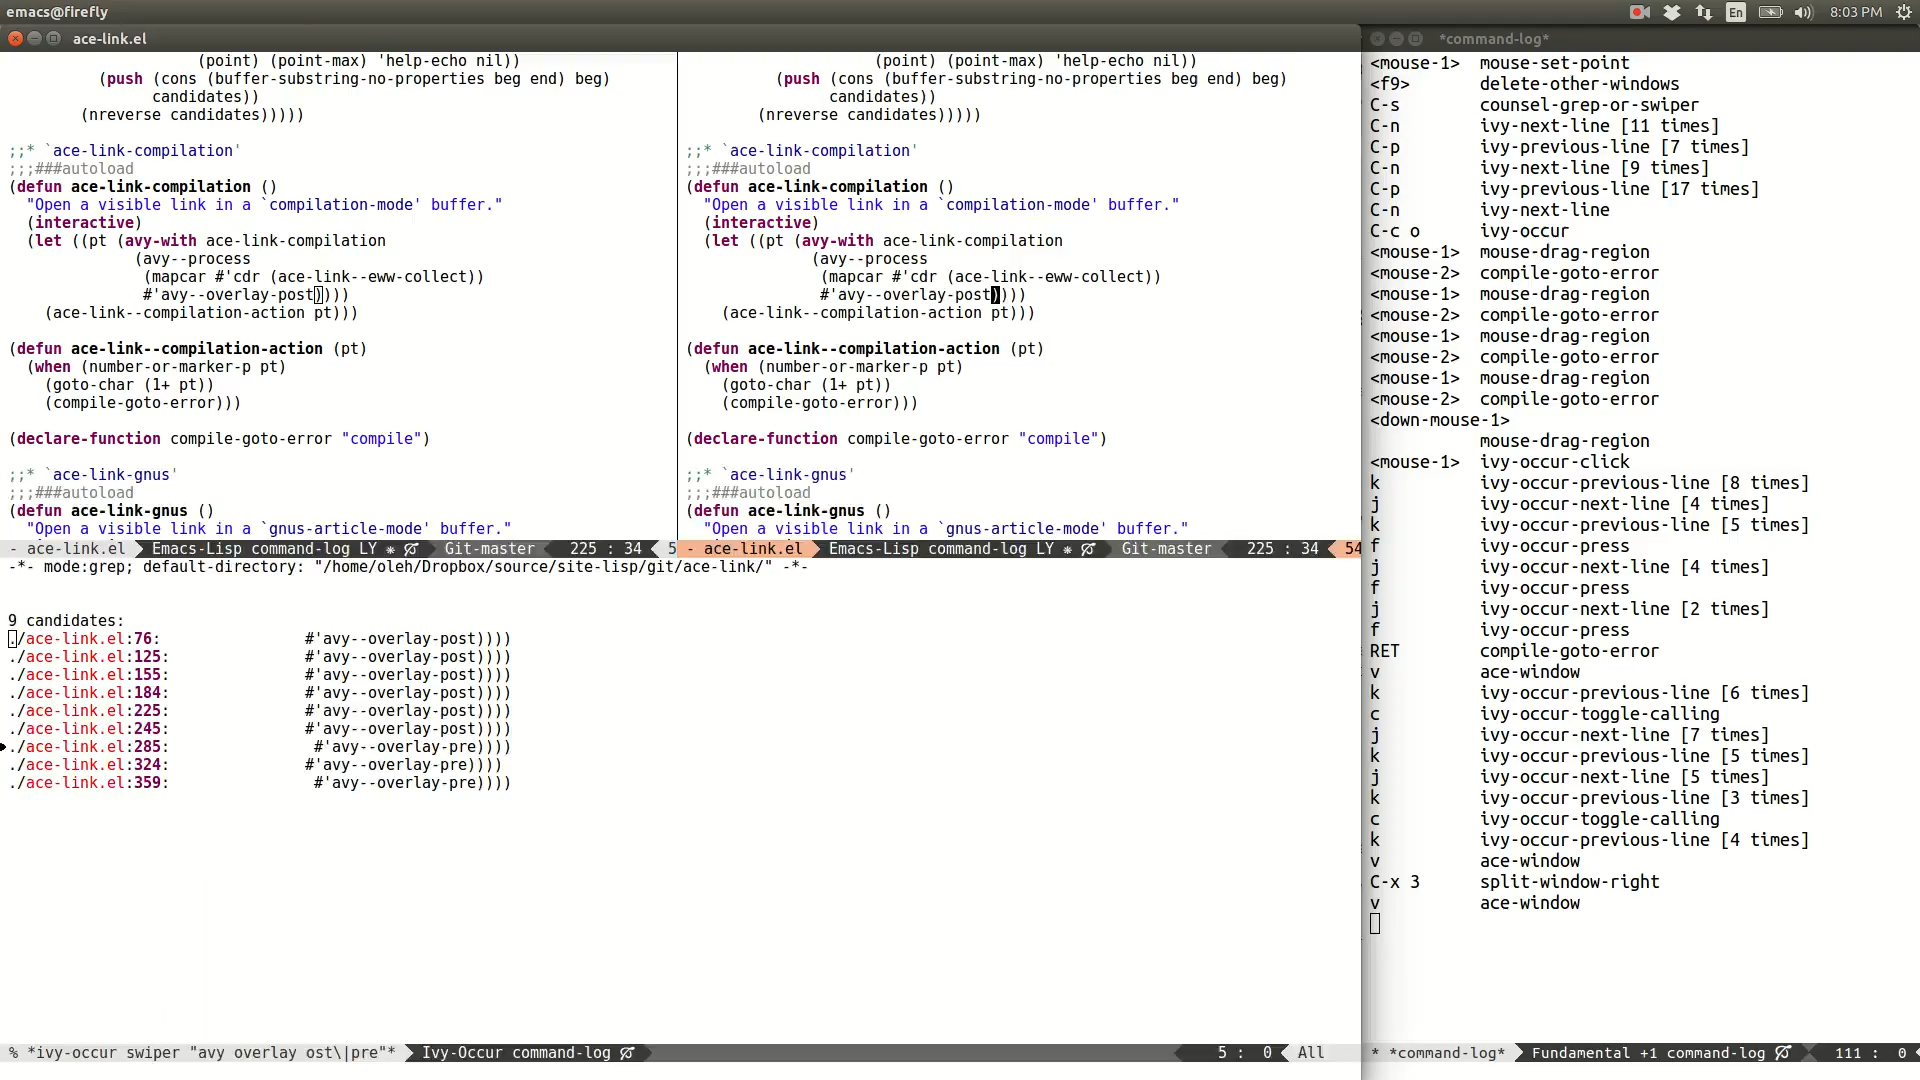 emacs@firefly
En
8:03 PM
ace-link.el
(point) (point-max) 'help-echo nil))
(push (cons (buffer-substring-no-properties beg end) beg)
candidates))
(nreverse candidates)))))
;;* `ace-link-compilation'
;;;###autoload
(defun ace-link-compilation ()
"Open a visible link in a `compilation-mode' buffer."
(interactive)
(let ((pt (avy-with ace-link-compilation
(avy--process
(mapcar #'cdr (ace-link--eww-collect))
#'avy--overlay-post))))
(ace-link--compilation-action pt)))
(defun ace-link--compilation-action (pt)
(when (number-or-marker-p pt)
(goto-char (1+ pt))
(compile-goto-error)))
(declare-function compile-goto-error "compile")
;;* `ace-link-gnus'
;;;###autoload
(defun ace-link-gnus ()
"Open a visible link in a `gnus-article-mode' buffer."
- ace-link.el Emacs-Lisp command-log LY Git-master 225 : 34 5
(point) (point-max) 'help-echo nil))
(push (cons (buffer-substring-no-properties beg end) beg)
candidates))
(nreverse candidates)))))
;;* `ace-link-compilation'
;;;###autoload
(defun ace-link-compilation ()
"Open a visible link in a `compilation-mode' buffer."
(interactive)
(let ((pt (avy-with ace-link-compilation
(avy--process
(mapcar #'cdr (ace-link--eww-collect))
#'avy--overlay-post))))
(ace-link--compilation-action pt)))
(defun ace-link--compilation-action (pt)
(when (number-or-marker-p pt)
(goto-char (1+ pt))
(compile-goto-error)))
(declare-function compile-goto-error "compile")
;;* `ace-link-gnus'
;;;###autoload
(defun ace-link-gnus ()
"Open a visible link in a `gnus-article-mode' buffer."
- ace-link.el Emacs-Lisp command-log LY Git-master 225 : 34 54
-*- mode:grep; default-directory: "/home/oleh/Dropbox/source/site-lisp/git/ace-link/" -*-
9 candidates:
./ace-link.el:76: #'avy--overlay-post))))
./ace-link.el:125: #'avy--overlay-post))))
./ace-link.el:155: #'avy--overlay-post))))
./ace-link.el:184: #'avy--overlay-post))))
./ace-link.el:225: #'avy--overlay-post))))
./ace-link.el:245: #'avy--overlay-post))))
./ace-link.el:285: #'avy--overlay-pre))))
./ace-link.el:324: #'avy--overlay-pre))))
./ace-link.el:359: #'avy--overlay-pre))))
% *ivy-occur swiper "avy overlay ost\|pre"* Ivy-Occur command-log 5 : 0 All
*command-log*
<mouse-1> mouse-set-point
<f9> delete-other-windows
C-s counsel-grep-or-swiper
C-n ivy-next-line [11 times]
C-p ivy-previous-line [7 times]
C-n ivy-next-line [9 times]
C-p ivy-previous-line [17 times]
C-n ivy-next-line
C-c o ivy-occur
<mouse-1> mouse-drag-region
<mouse-2> compile-goto-error
<mouse-1> mouse-drag-region
<mouse-2> compile-goto-error
<mouse-1> mouse-drag-region
<mouse-2> compile-goto-error
<mouse-1> mouse-drag-region
<mouse-2> compile-goto-error
<down-mouse-1>
mouse-drag-region
<mouse-1> ivy-occur-click
k ivy-occur-previous-line [8 times]
j ivy-occur-next-line [4 times]
k ivy-occur-previous-line [5 times]
f ivy-occur-press
j ivy-occur-next-line [4 times]
f ivy-occur-press
j ivy-occur-next-line [2 times]
f ivy-occur-press
RET compile-goto-error
v ace-window
k ivy-occur-previous-line [6 times]
c ivy-occur-toggle-calling
j ivy-occur-next-line [7 times]
k ivy-occur-previous-line [5 times]
j ivy-occur-next-line [5 times]
k ivy-occur-previous-line [3 times]
c ivy-occur-toggle-calling
k ivy-occur-previous-line [4 times]
v ace-window
C-x 3 split-window-right
v ace-window
* *command-log* Fundamental +1 command-log 111 : 0